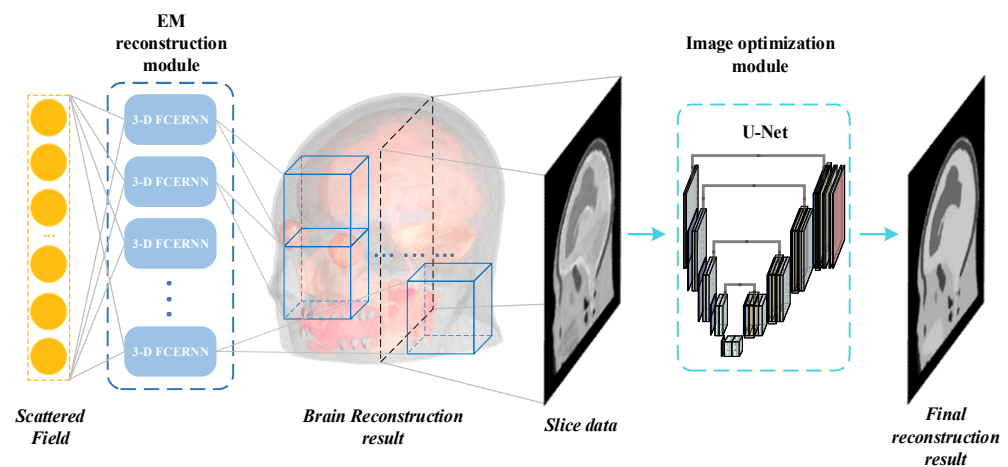 EM
reconstruction
module
Image optimization
module
3-D FCERNN
3-D FCERNN
3-D FCERNN
3-D FCERNN
U-Net
Scattered
Field
Brain Reconstruction
result
Slice data
Final
reconstruction
result